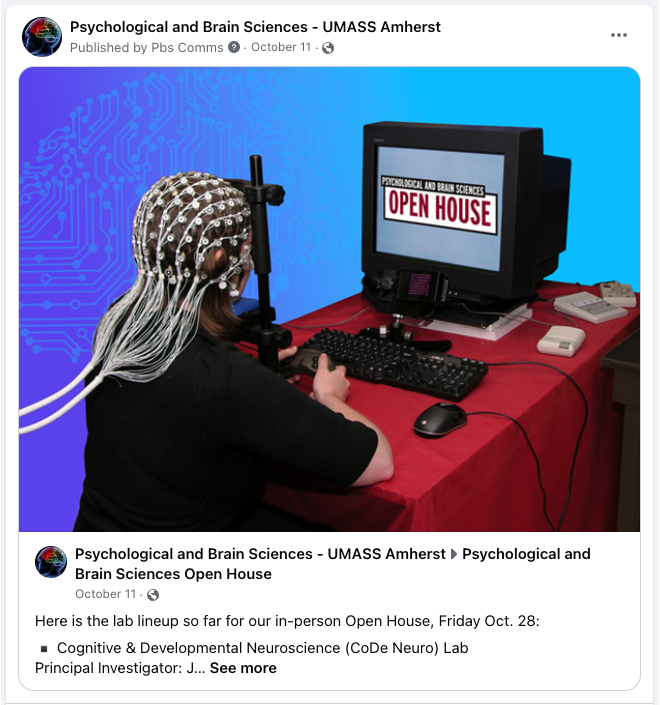 Psychological and Brain Sciences - UMASS Amherst
Published by Pbs Comms · October 11 ·
PSYCHOLOGICAL AND BRAIN SCIENCES
OPEN HOUSE
Psychological and Brain Sciences - UMASS Amherst ▸ Psychological and
Brain Sciences Open House
October 11 ·
Here is the lab lineup so far for our in-person Open House, Friday Oct. 28:
▪ Cognitive & Developmental Neuroscience (CoDe Neuro) Lab
Principal Investigator: J... See more